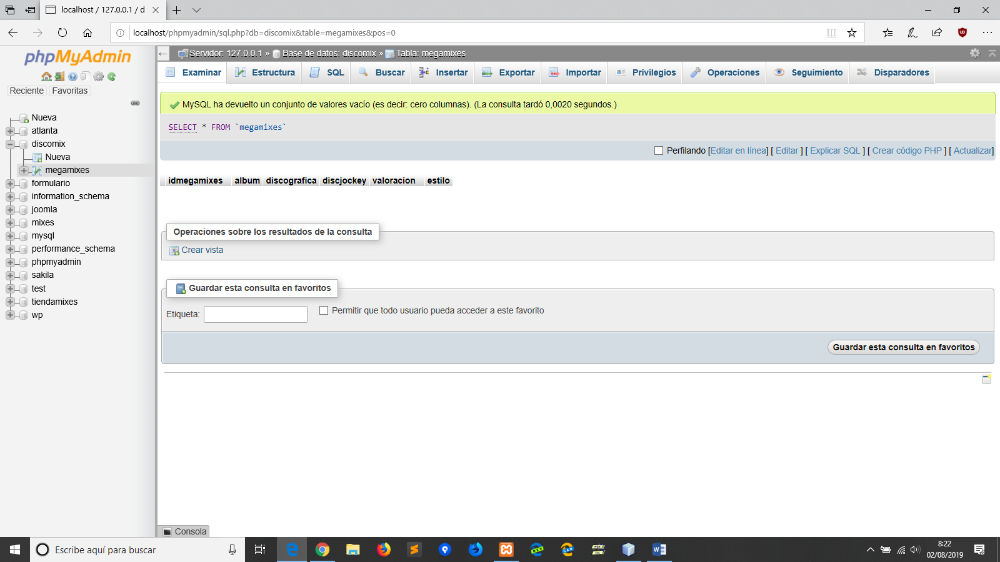 localhost / 127.0.0.1 / d
localhost/phpmyadmin/sql.php?db=discomix&table=megamixes&pos=0
phpMyAdmin
Reciente Favoritas
Nueva
atlanta
discomix
Nueva
megamixes
formulario
information_schema
joomla
mixes
mysql
performance_schema
phpmyadmin
sakila
test
tiendamixes
wp
Servidor: 127.0.0.1 » Base de datos: discomix » Tabla: megamixes
Examinar Estructura SQL Buscar Insertar Exportar Importar Privilegios Operaciones Seguimiento Disparadores
MySQL ha devuelto un conjunto de valores vacío (es decir: cero columnas). (La consulta tardó 0,0020 segundos.)
SELECT * FROM `megamixes`
Perfilando [Editar en línea] [ Editar ] [ Explicar SQL ] [ Crear código PHP ] [ Actualizar]
idmegamixes album discografica discjockey valoracion estilo
Operaciones sobre los resultados de la consulta
Crear vista
Guardar esta consulta en favoritos
Etiqueta: Permitir que todo usuario pueda acceder a este favorito
Guardar esta consulta en favoritos
Consola
Escribe aquí para buscar
8:22
02/08/2019